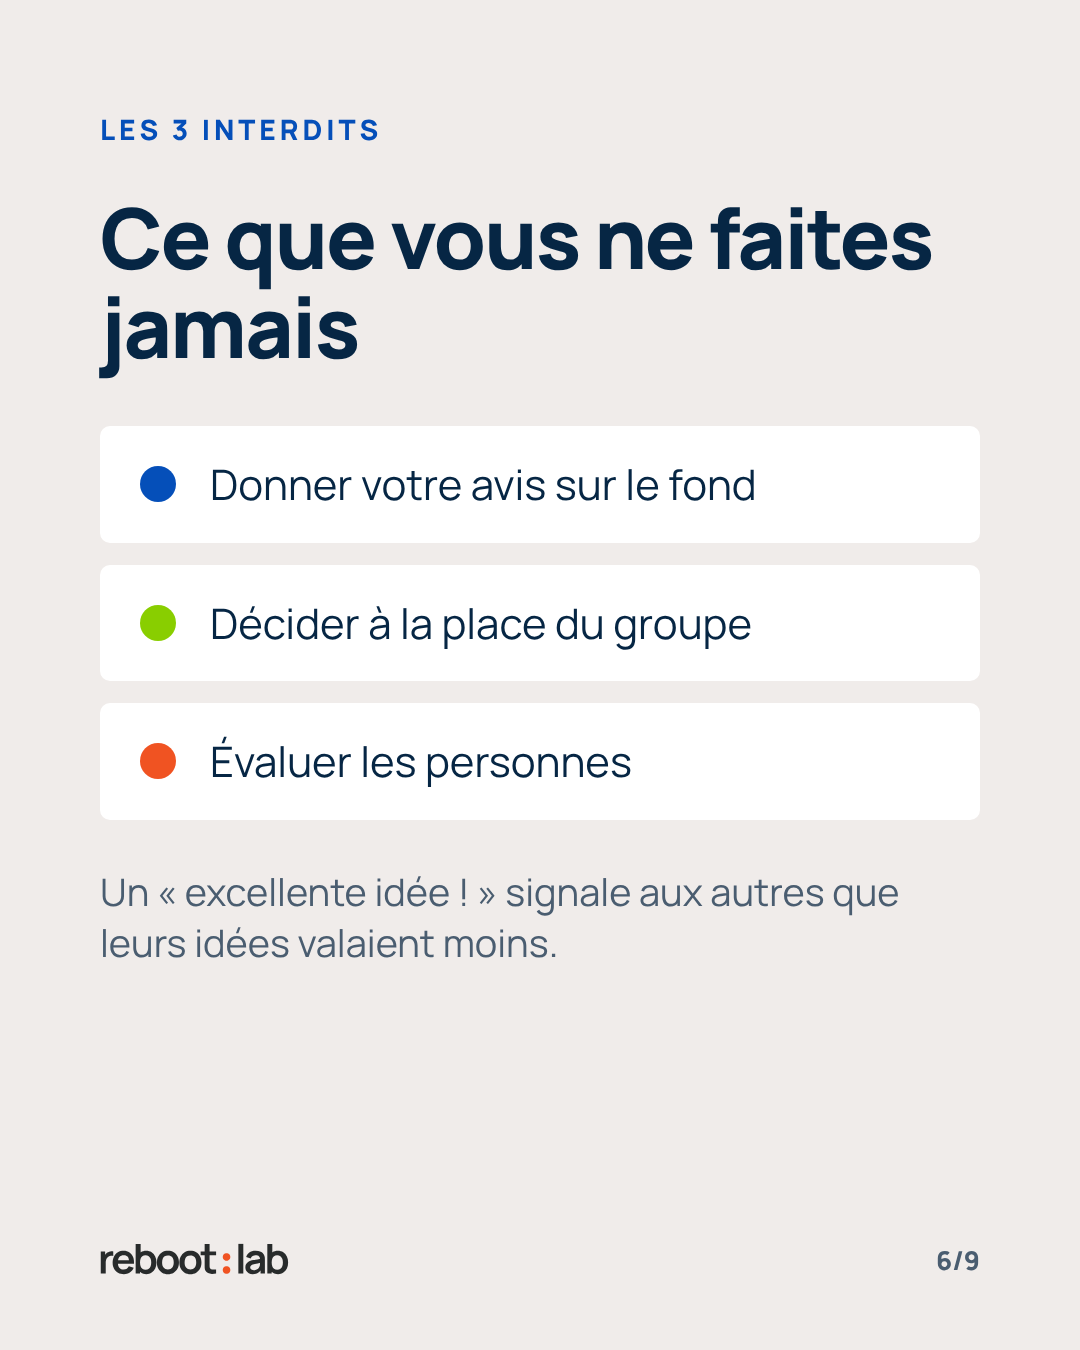 LES 3 INTERDITS
Ce que vous ne faites
jamais
Donner votre avis sur le fond
Décider à la place du groupe
Évaluer les personnes
Un « excellente idée ! » signale aux autres que
leurs idées valaient moins.
reboot:lab
6/9